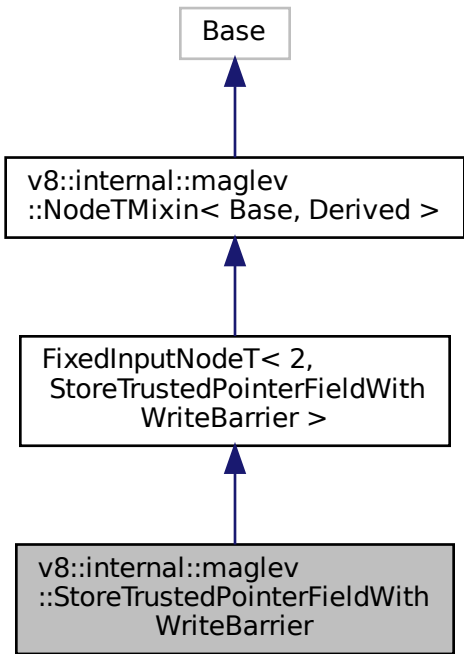 Base
v8::internal::maglev
::NodeTMixin< Base, Derived >
FixedInputNodeT< 2,
StoreTrustedPointerFieldWith
WriteBarrier >
v8::internal::maglev
::StoreTrustedPointerFieldWith
WriteBarrier